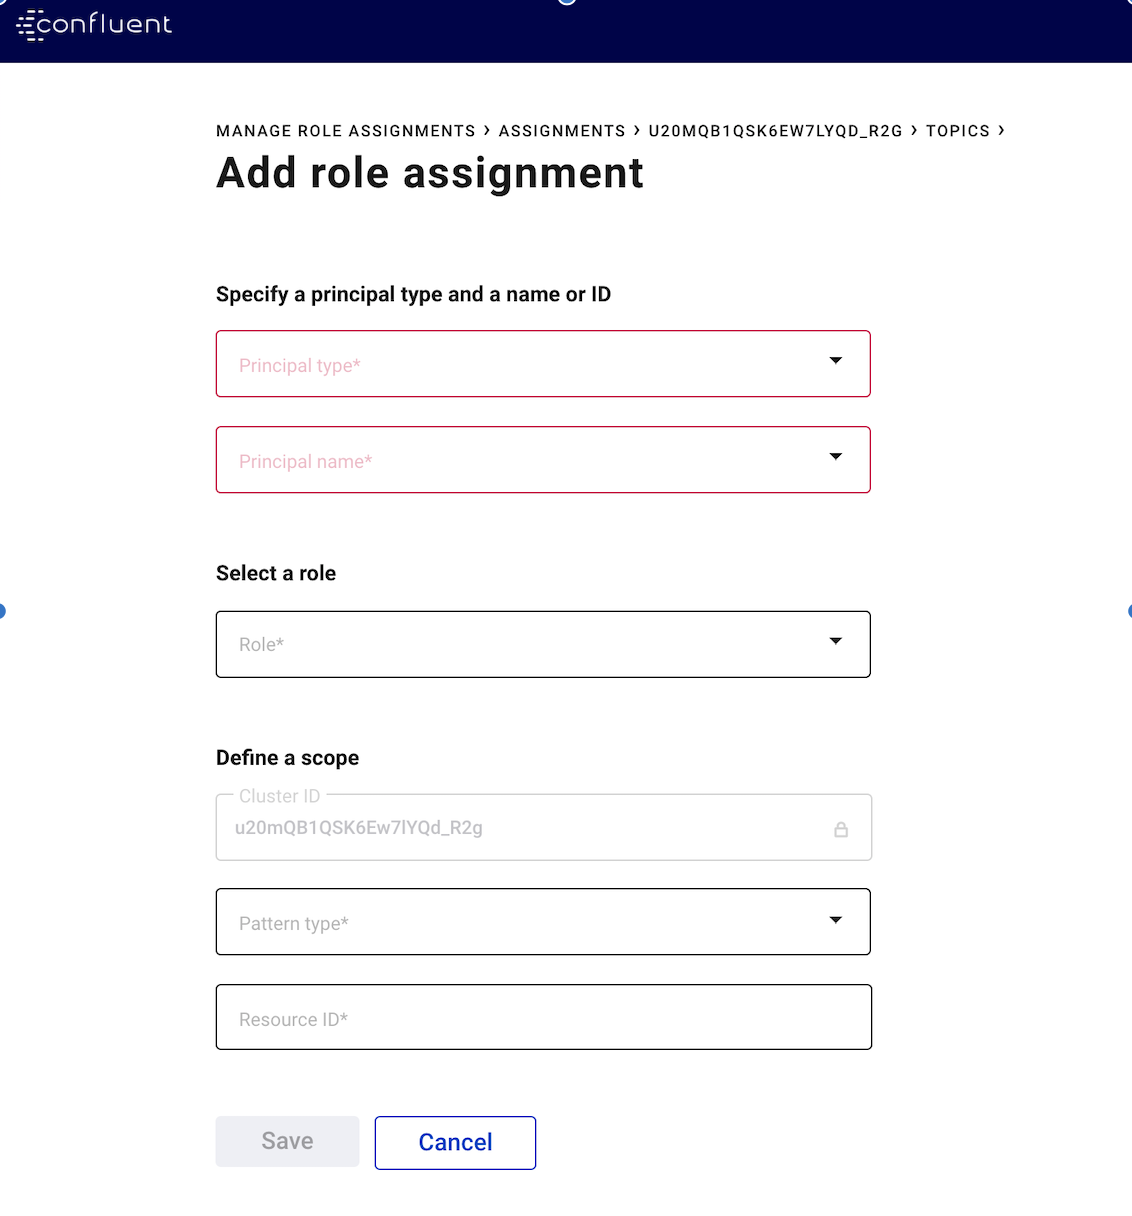 confluent
MANAGE ROLE ASSIGNMENTS › ASSIGNMENTS › U20MQB1QSK6EW7LYQD_R2G › TOPICS ›
Add role assignment
Specify a principal type and a name or ID
Principal type*
Principal name*
Select a role
Role*
Define a scope
Cluster ID
u20mQB1QSK6Ew7lYQd_R2g
Pattern type*
Resource ID*
Save Cancel